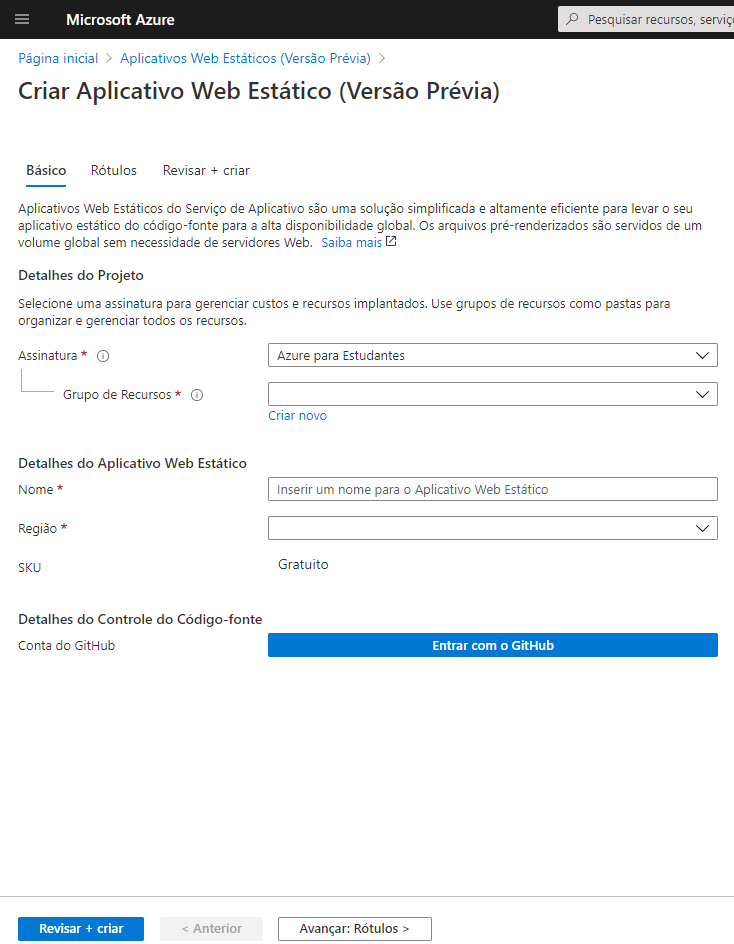 Microsoft Azure
Pesquisar recursos, serviç
Página inicial > Aplicativos Web Estáticos (Versão Prévia) >
Criar Aplicativo Web Estático (Versão Prévia)
Básico Rótulos Revisar + criar
Aplicativos Web Estáticos do Serviço de Aplicativo são uma solução simplificada e altamente eficiente para levar o seu
aplicativo estático do código-fonte para a alta disponibilidade global. Os arquivos pré-renderizados são servidos de um
volume global sem necessidade de servidores Web. Saiba mais
Detalhes do Projeto
Selecione uma assinatura para gerenciar custos e recursos implantados. Use grupos de recursos como pastas para
organizar e gerenciar todos os recursos.
Assinatura *
Azure para Estudantes
Grupo de Recursos *
Criar novo
Detalhes do Aplicativo Web Estático
Nome *
Inserir um nome para o Aplicativo Web Estático
Região *
SKU
Gratuito
Detalhes do Controle do Código-fonte
Conta do GitHub
Entrar com o GitHub
Revisar + criar
< Anterior
Avançar: Rótulos >